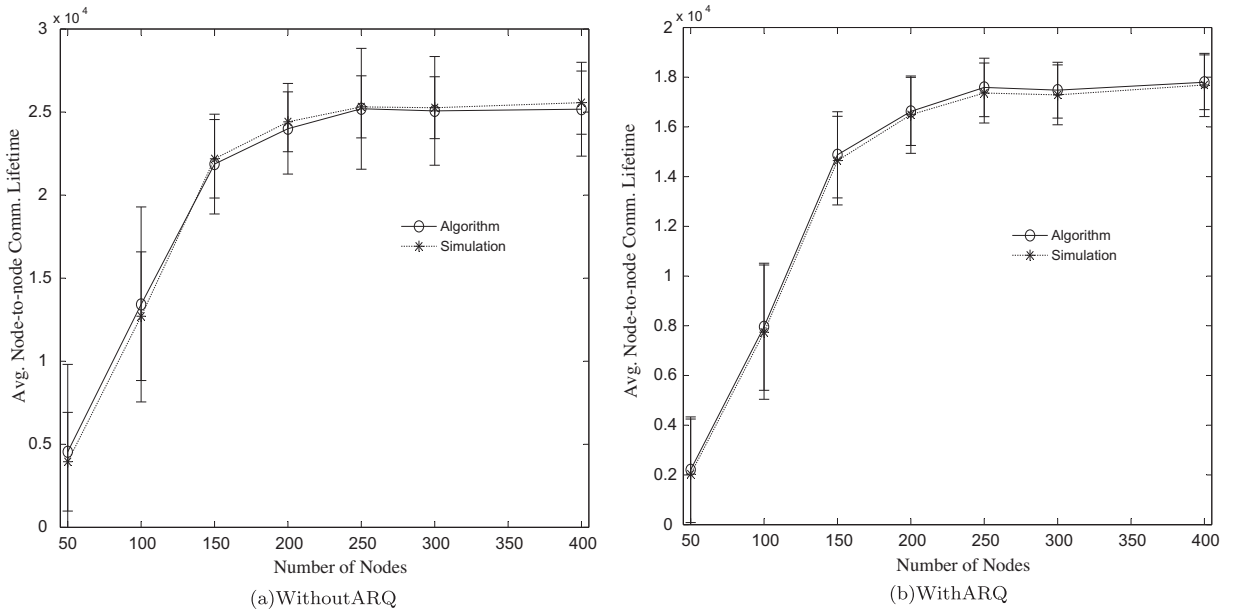 x 10^4
3
2.5
2
1.5
1
0.5
0
50 100 150 200 250 300 350 400
Avg. Node-to-node Comm. Lifetime
Number of Nodes
Algorithm
Simulation
(a)WithoutARQ
x 10^4
2
1.8
1.6
1.4
1.2
1
0.8
0.6
0.4
0.2
0
50 100 150 200 250 300 350 400
Avg. Node-to-node Comm. Lifetime
Number of Nodes
Algorithm
Simulation
(b)WithARQ